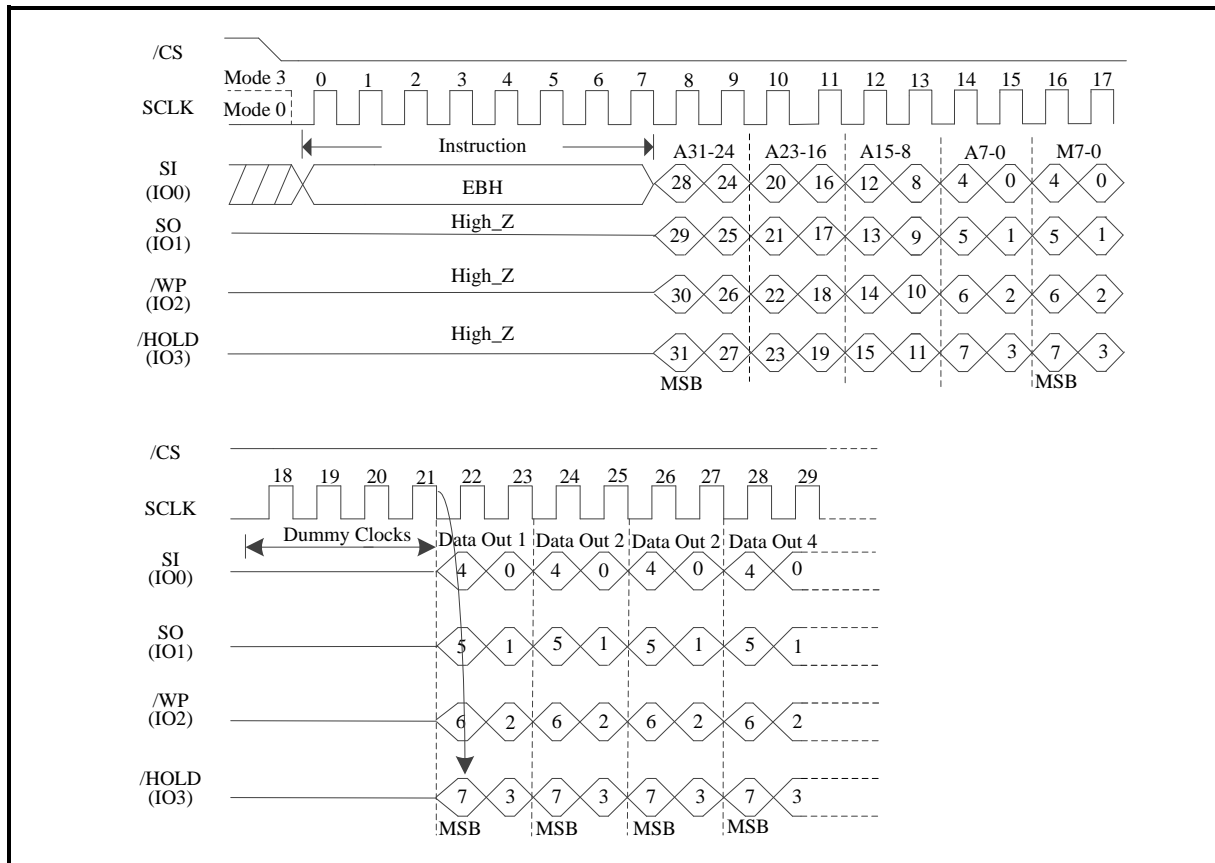 /CS
Mode 3 0 1 2 3 4 5 6 7 8 9 10 11 12 13 14 15 16 17
SCLK Mode 0
Instruction A31-24 A23-16 A15-8 A7-0 M7-0
SI
(IO0) EBH 28 24 20 16 12 8 4 0 4 0
SO
(IO1) High_Z 29 25 21 17 13 9 5 1 5 1
/WP
(IO2) High_Z 30 26 22 18 14 10 6 2 6 2
/HOLD
(IO3) High_Z 31 27 23 19 15 11 7 3 7 3
MSB MSB
/CS
18 19 20 21 22 23 24 25 26 27 28 29
SCLK
Dummy Clocks Data Out 1 Data Out 2 Data Out 2 Data Out 4
SI
(IO0) 4 0 4 0 4 0 4 0
SO
(IO1) 5 1 5 1 5 1 5 1
/WP
(IO2) 6 2 6 2 6 2 6 2
/HOLD
(IO3) 7 3 7 3 7 3 7 3
MSB MSB MSB MSB